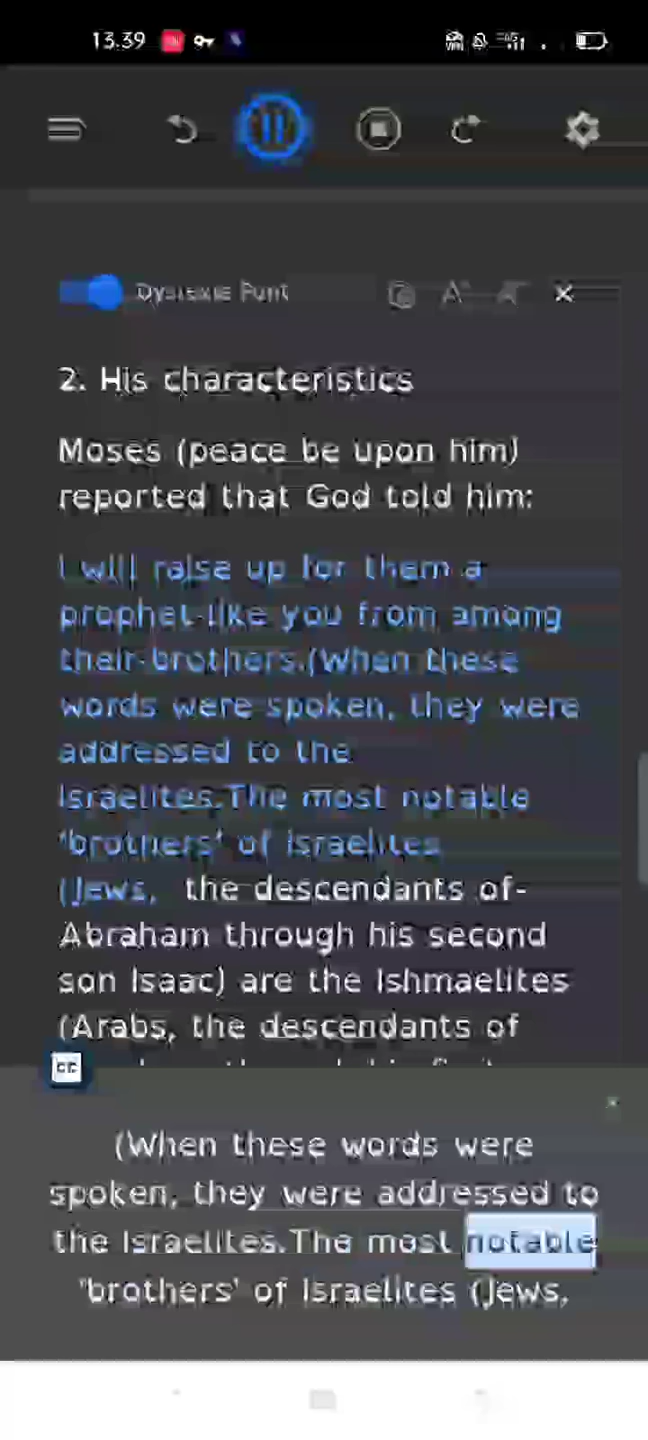 13.39
Dyslexie Font
2. His characteristics
Moses (peace be upon him)
reported that God told him:
I will raise up for them a
prophet like you from among
their brothers.(When these
words were spoken, they were
addressed to the
Israelites.The most notable
'brothers' of Israelites
(Jews, the descendants of
Abraham through his second
son Isaac) are the Ishmaelites
(Arabs, the descendants of
CC
(When these words were
spoken, they were addressed to
the Israelites.The most notable
'brothers' of Israelites (Jews,